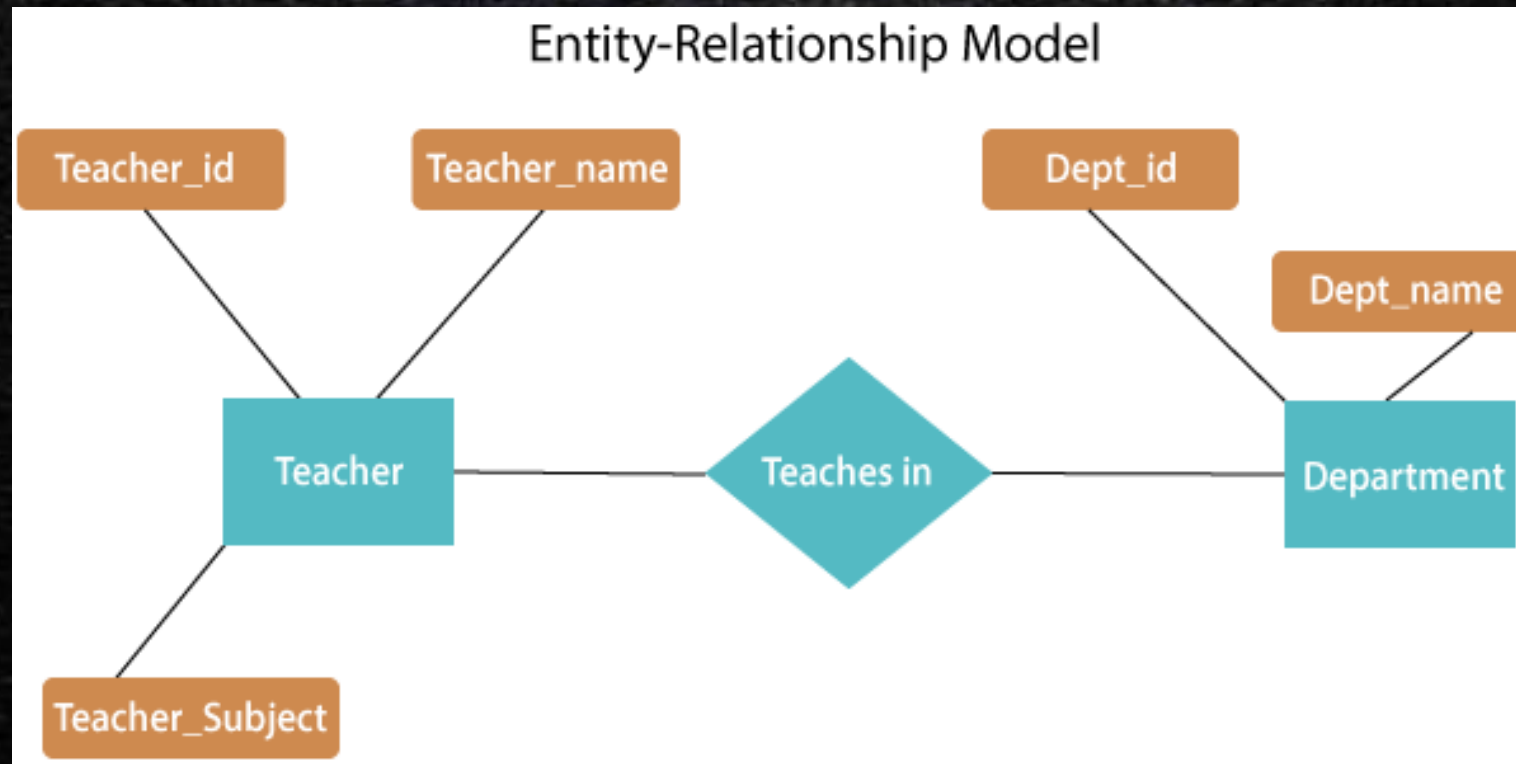 Entity-Relationship Model
Teacher_id
Teacher_name
Dept_id
Dept_name
Teacher
Teaches in
Department
Teacher_Subject